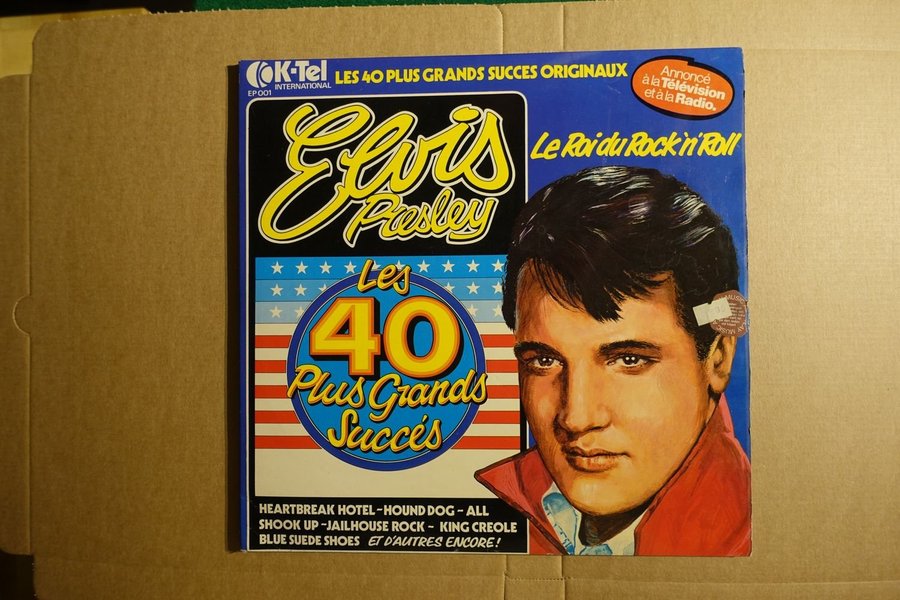 K-Tel
INTERNATIONAL
EP 001
LES 40 PLUS GRANDS SUCCES ORIGINAUX
Annoncé
à la Télévision
et à la Radio.
Elvis
Presley
Le Roi du Rock'n'Roll
Les
40
Plus Grands
Succés
HEARTBREAK HOTEL - HOUND DOG - ALL
SHOOK UP - JAILHOUSE ROCK - KING CREOLE
BLUE SUEDE SHOES ET D'AUTRES ENCORE!